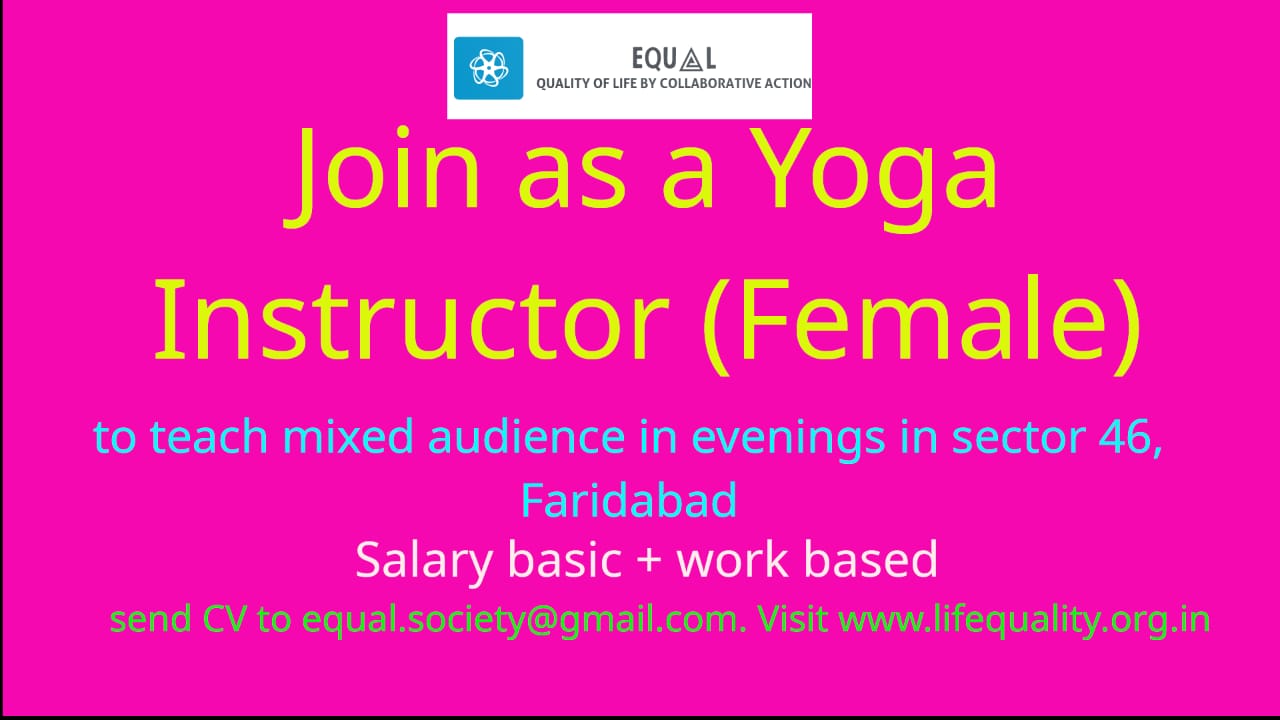 EQUAL
QUALITY OF LIFE BY COLLABORATIVE ACTION
Join as a Yoga
Instructor (Female)
to teach mixed audience in evenings in sector 46,
Faridabad
Salary basic + work based
send CV to equal.society@gmail.com. Visit www.lifequality.org.in